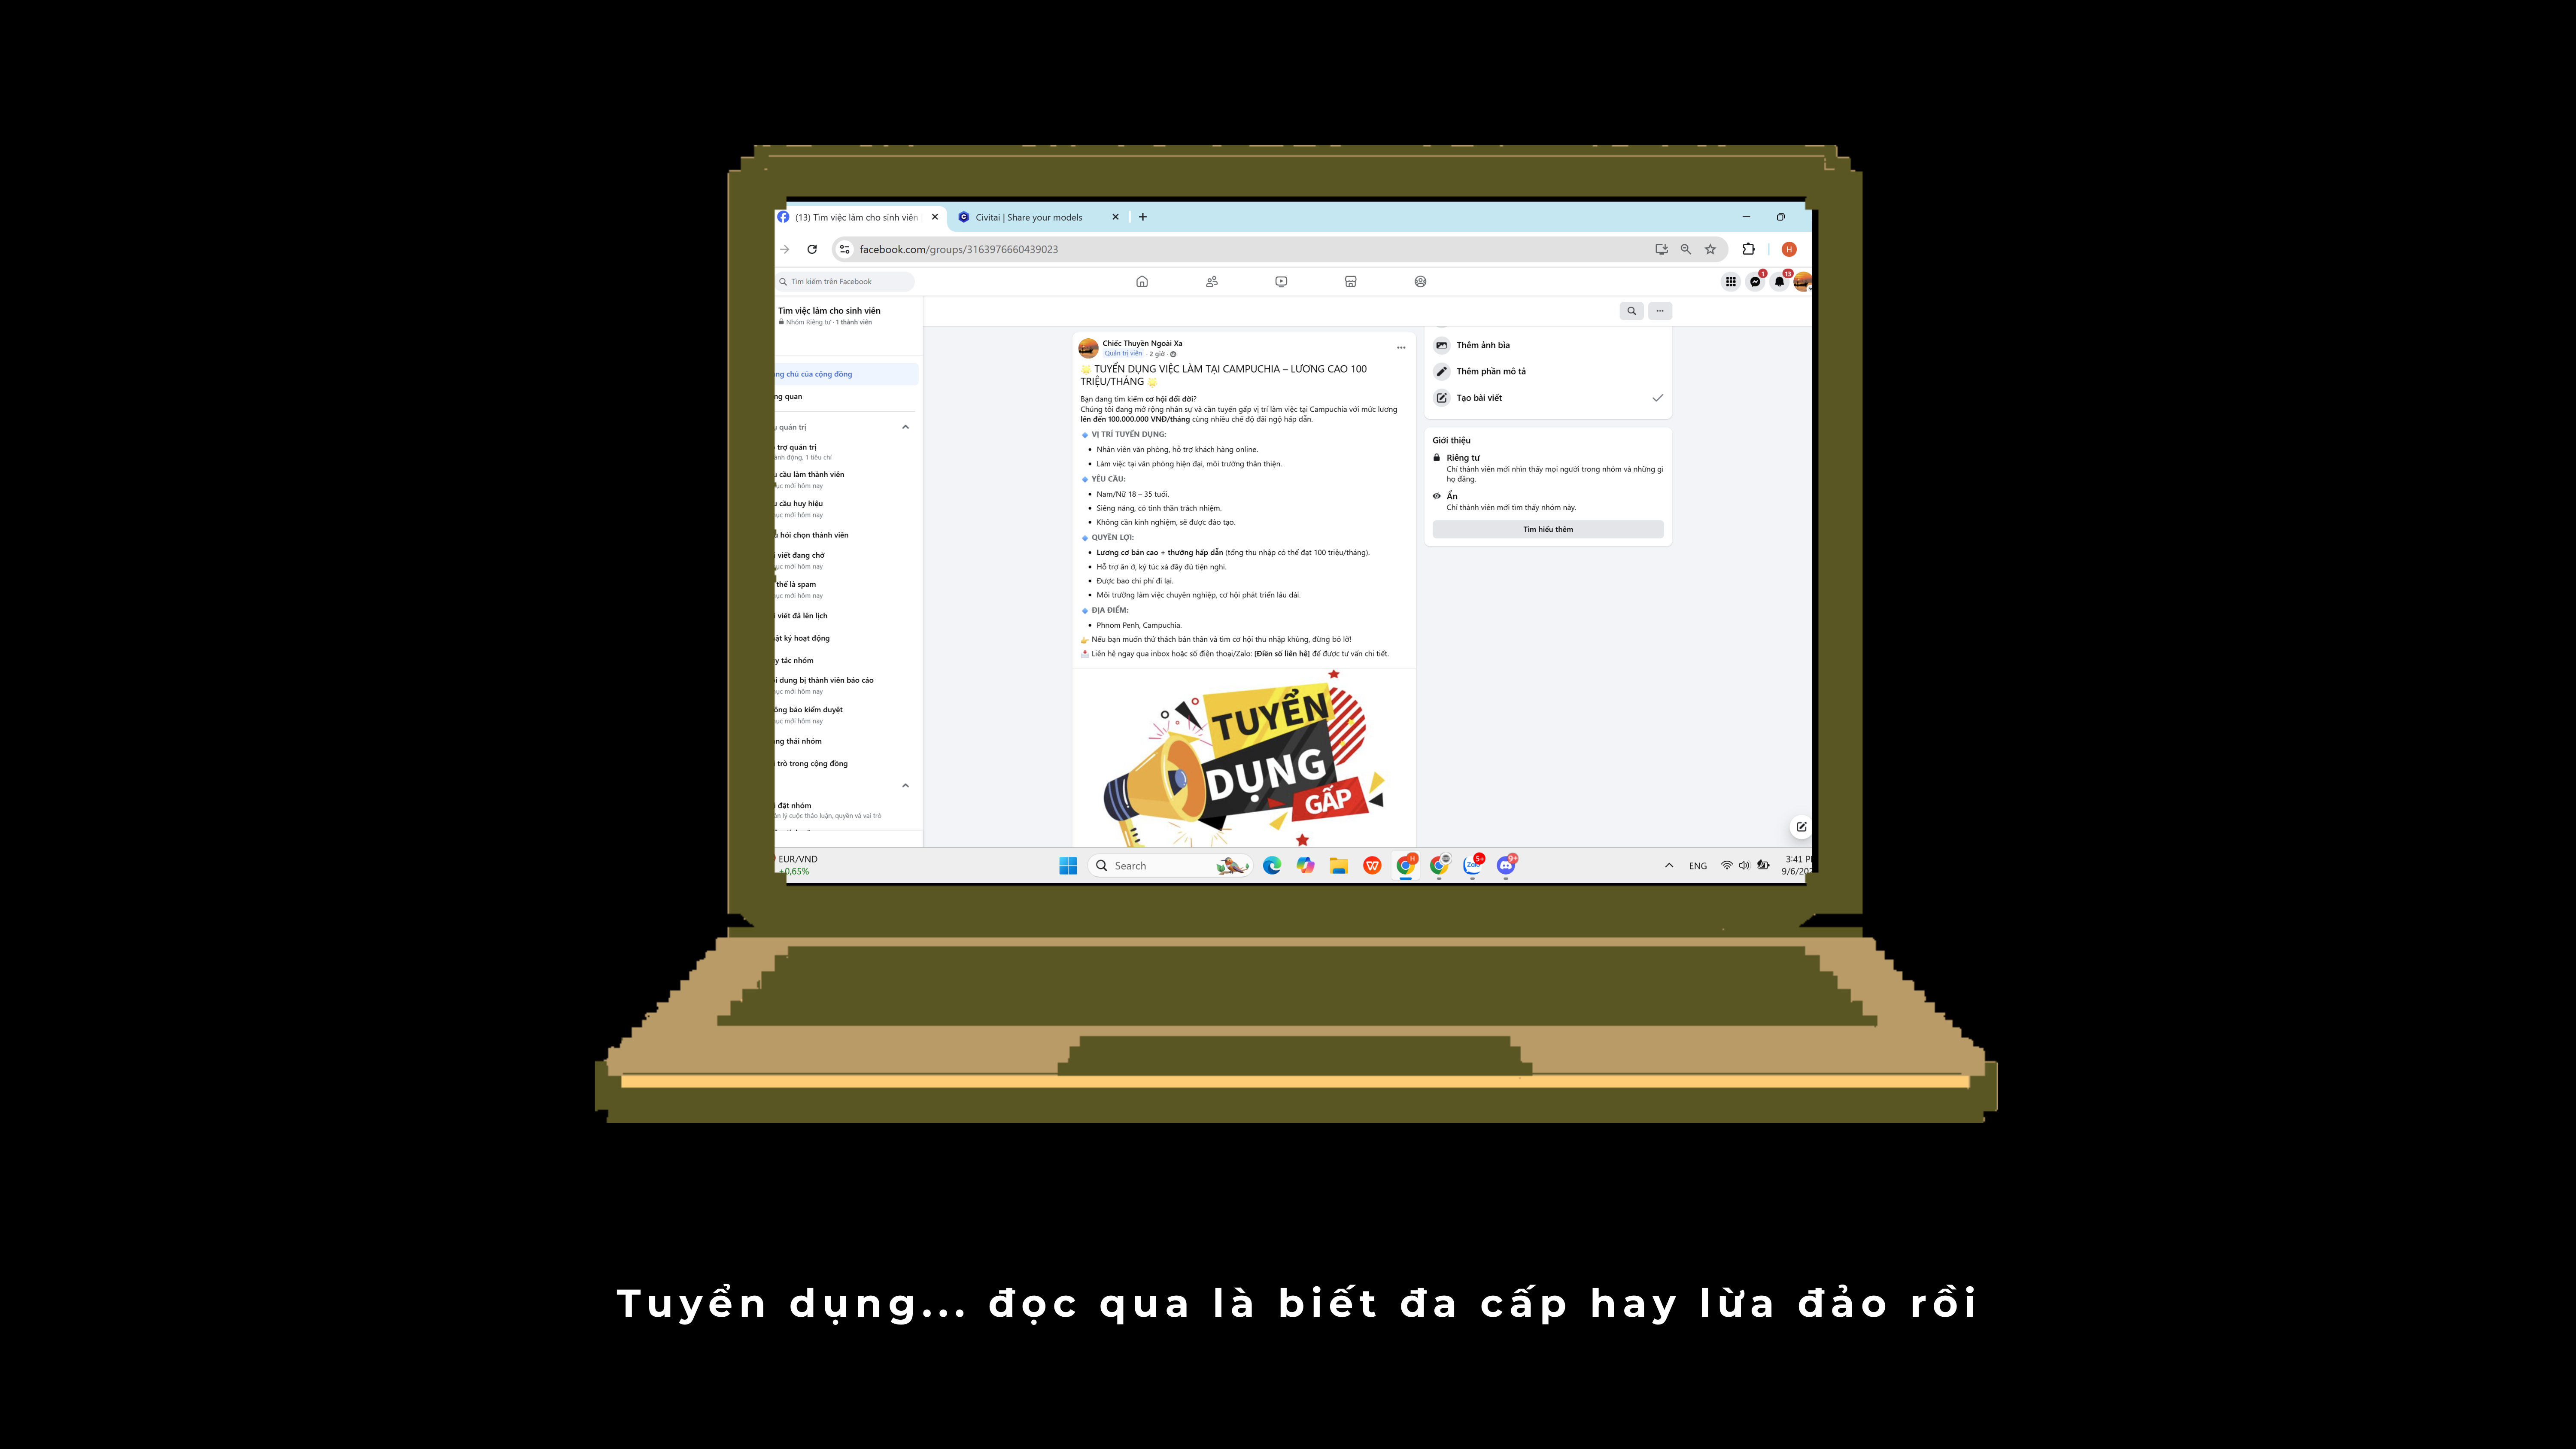 (13) Tìm việc làm cho sinh viên
Civitai | Share your models
facebook.com/groups/3163976660439023
H
Tìm kiếm trên Facebook
1
13
Tìm việc làm cho sinh viên
Nhóm Riêng tư · 1 thành viên
ng chủ của cộng đồng
ng quan
quản trị
trợ quản trị
ành động, 1 tiêu chí
u cầu làm thành viên
ục mới hôm nay
u cầu huy hiệu
ục mới hôm nay
hỏi chọn thành viên
viết đang chờ
ục mới hôm nay
thể là spam
ục mới hôm nay
viết đã lên lịch
ật ký hoạt động
y tắc nhóm
i dung bị thành viên báo cáo
ục mới hôm nay
ông báo kiểm duyệt
ục mới hôm nay
ng thái nhóm
trò trong cộng đồng
đặt nhóm
ản lý cuộc thảo luận, quyền và vai trò
Chiếc Thuyền Ngoài Xa
Quản trị viên · 2 giờ ·
TUYỂN DỤNG VIỆC LÀM TẠI CAMPUCHIA – LƯƠNG CAO 100
TRIỆU/THÁNG
Bạn đang tìm kiếm cơ hội đổi đời?
Chúng tôi đang mở rộng nhân sự và cần tuyển gấp vị trí làm việc tại Campuchia với mức lương
lên đến 100.000.000 VNĐ/tháng cùng nhiều chế độ đãi ngộ hấp dẫn.
VỊ TRÍ TUYỂN DỤNG:
• Nhân viên văn phòng, hỗ trợ khách hàng online.
• Làm việc tại văn phòng hiện đại, môi trường thân thiện.
YÊU CẦU:
• Nam/Nữ 18 – 35 tuổi.
• Siêng năng, có tinh thần trách nhiệm.
• Không cần kinh nghiệm, sẽ được đào tạo.
QUYỀN LỢI:
• Lương cơ bản cao + thưởng hấp dẫn (tổng thu nhập có thể đạt 100 triệu/tháng).
• Hỗ trợ ăn ở, ký túc xá đầy đủ tiện nghi.
• Được bao chi phí đi lại.
• Môi trường làm việc chuyên nghiệp, cơ hội phát triển lâu dài.
ĐỊA ĐIỂM:
• Phnom Penh, Campuchia.
Nếu bạn muốn thử thách bản thân và tìm cơ hội thu nhập khủng, đừng bỏ lỡ!
Liên hệ ngay qua inbox hoặc số điện thoại/Zalo: [Điền số liên hệ] để được tư vấn chi tiết.
TUYỂN
DỤNG
GẤP
Thêm ảnh bìa
Thêm phần mô tả
Tạo bài viết
Giới thiệu
Riêng tư
Chỉ thành viên mới nhìn thấy mọi người trong nhóm và những gì
họ đăng.
Ẩn
Chỉ thành viên mới tìm thấy nhóm này.
Tìm hiểu thêm
EUR/VND
+0,65%
Search
H
Zalo
5+
9+
ENG
3:41
9/6/20
Tuyển dụng... đọc qua là biết đa cấp hay lừa đảo rồi